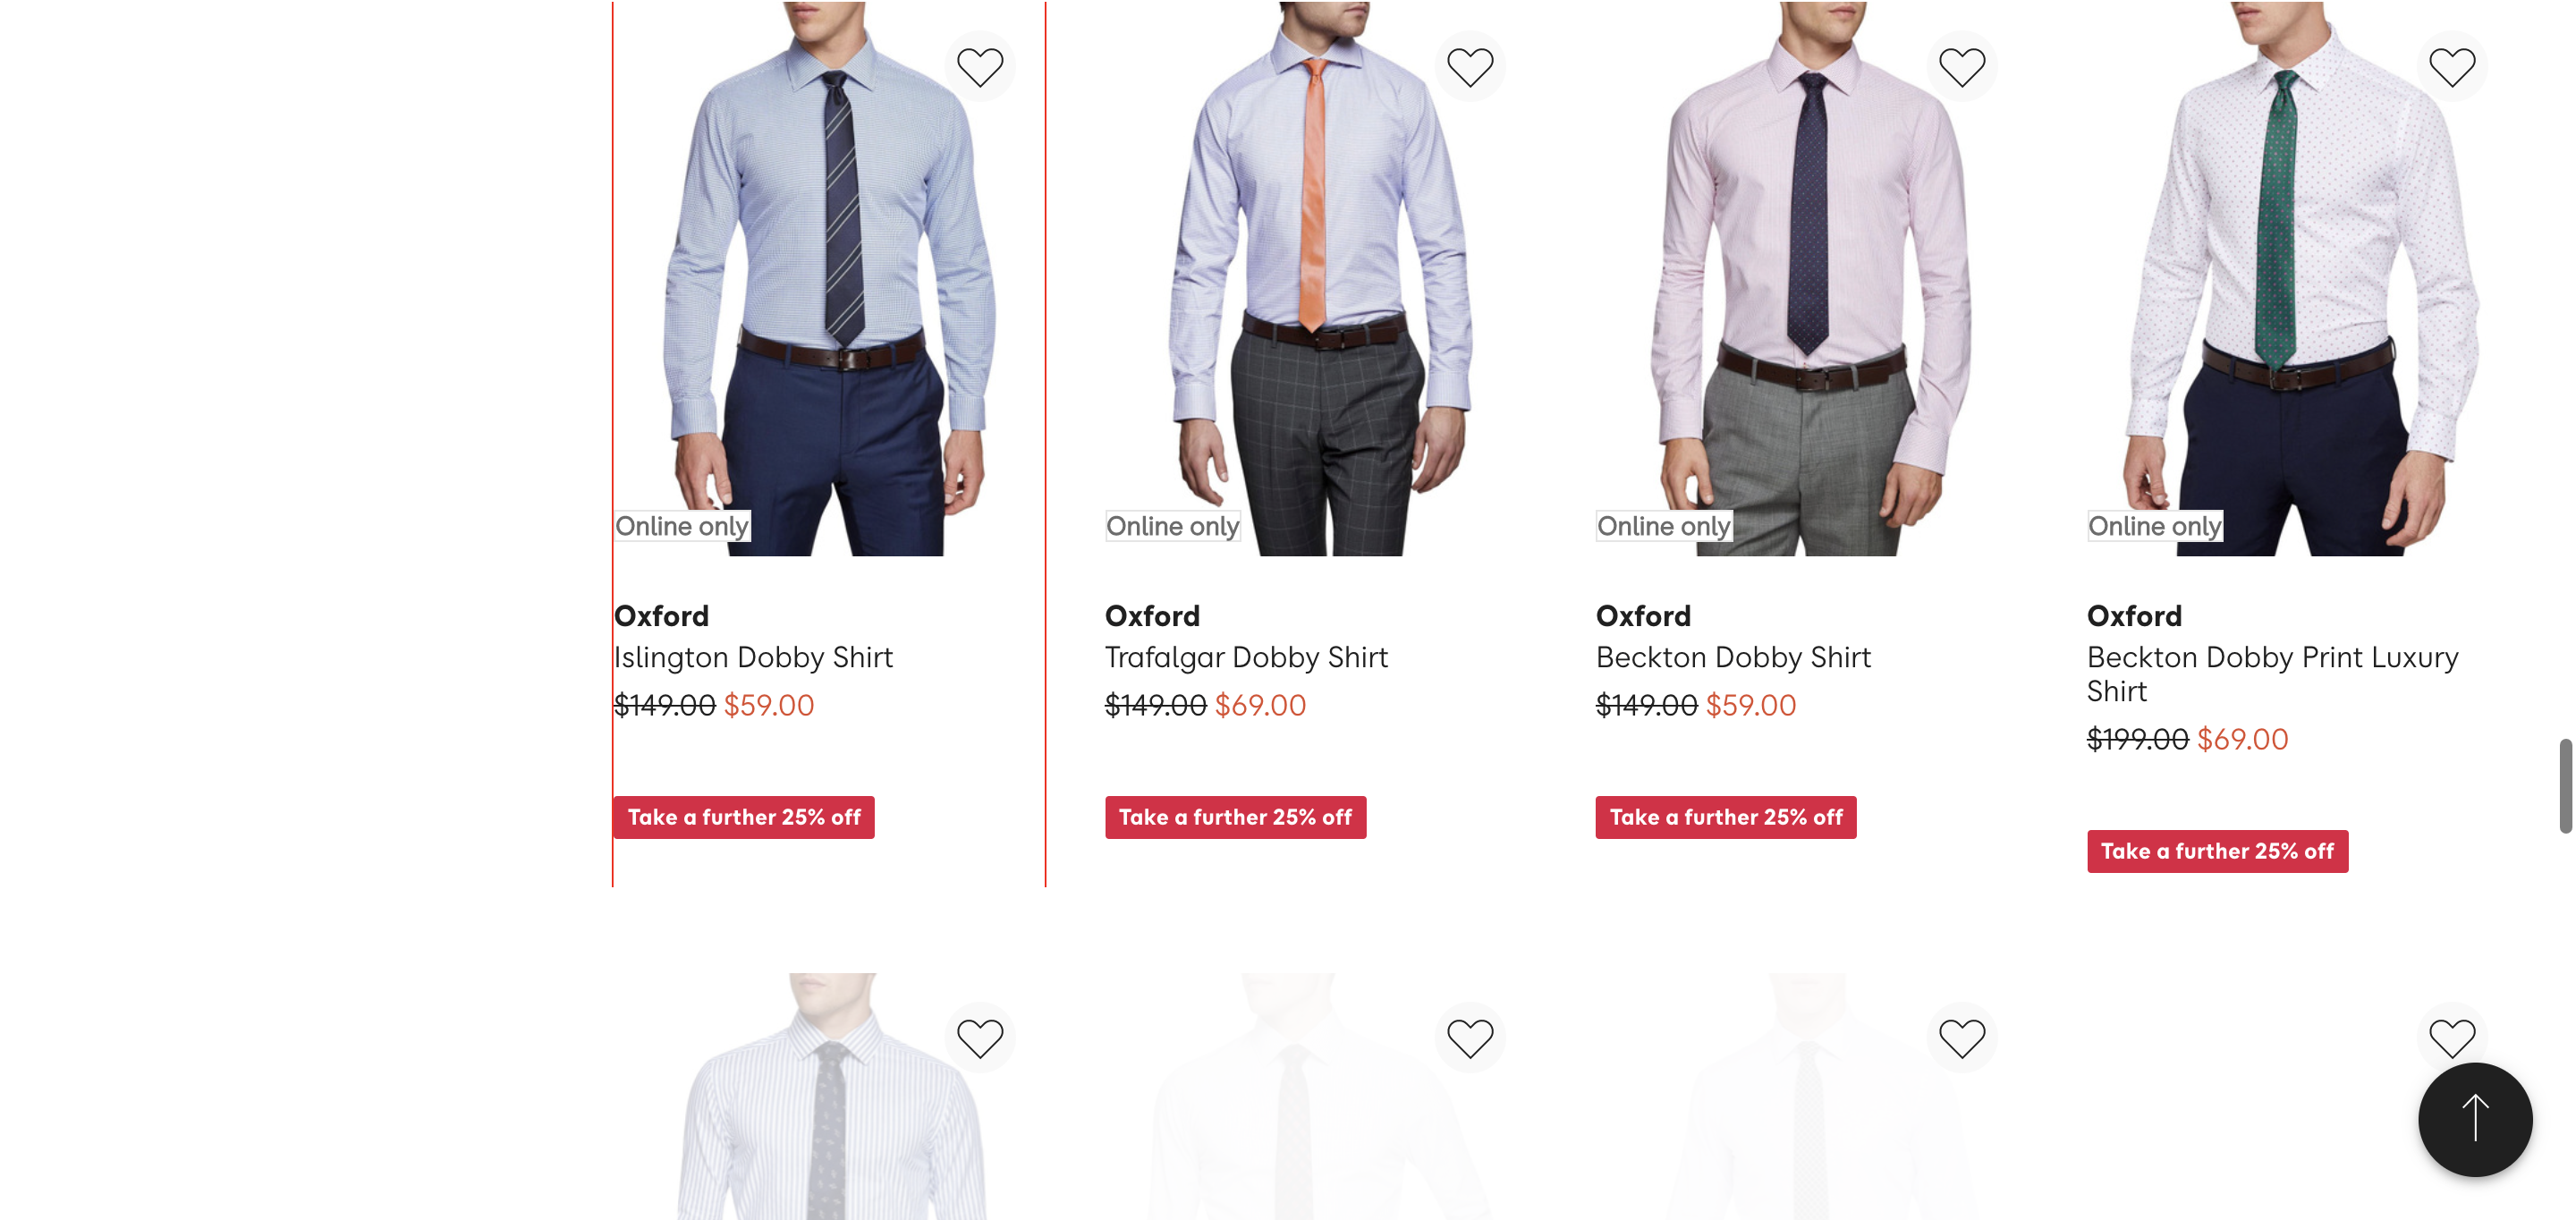 Online only
Oxford
Islington Dobby Shirt
$149.00 $59.00
Take a further 25% off
Online only
Oxford
Trafalgar Dobby Shirt
$149.00 $69.00
Take a further 25% off
Online only
Oxford
Beckton Dobby Shirt
$149.00 $59.00
Take a further 25% off
Online only
Oxford
Beckton Dobby Print Luxury
Shirt
$199.00 $69.00
Take a further 25% off